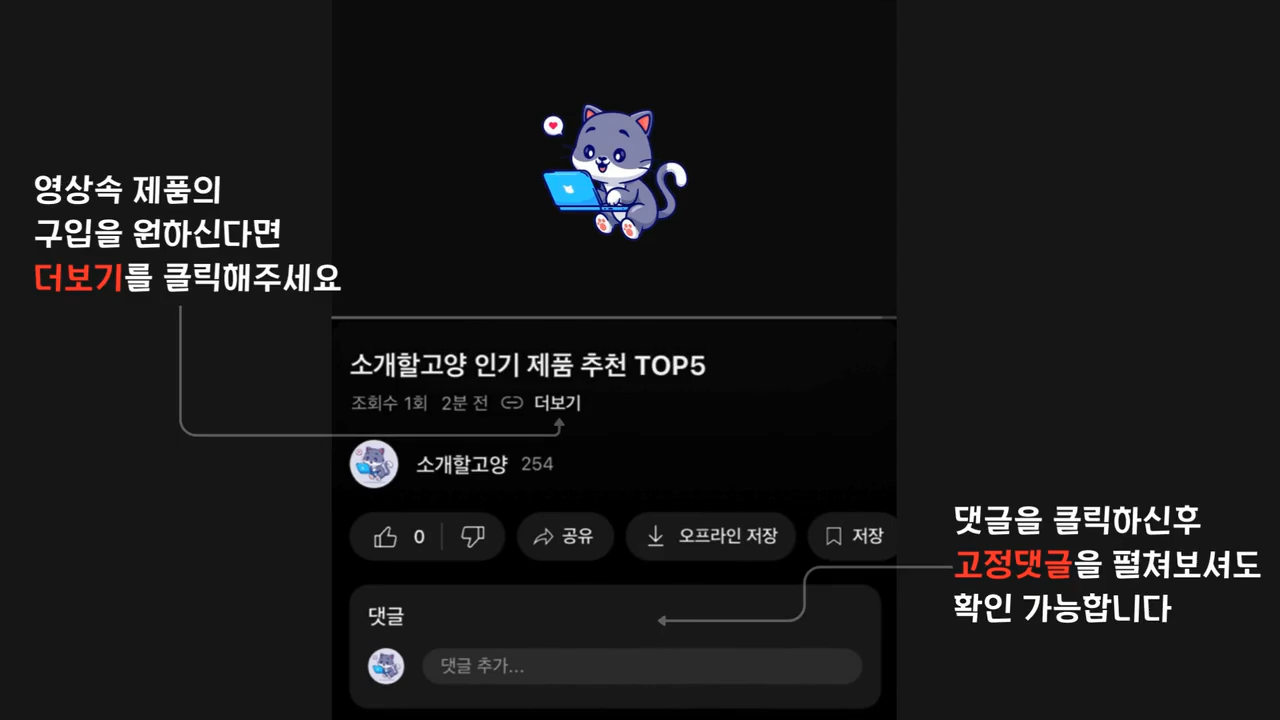 영상속 제품의
구입을 원하신다면
더보기를 클릭해주세요
소개할고양 인기 제품 추천 TOP5
조회수 1회 2분 전 더보기
소개할고양 254
0 공유 오프라인 저장 저장
댓글을 클릭하신후
고정댓글을 펼쳐보셔도
확인 가능합니다
댓글
댓글 추가...